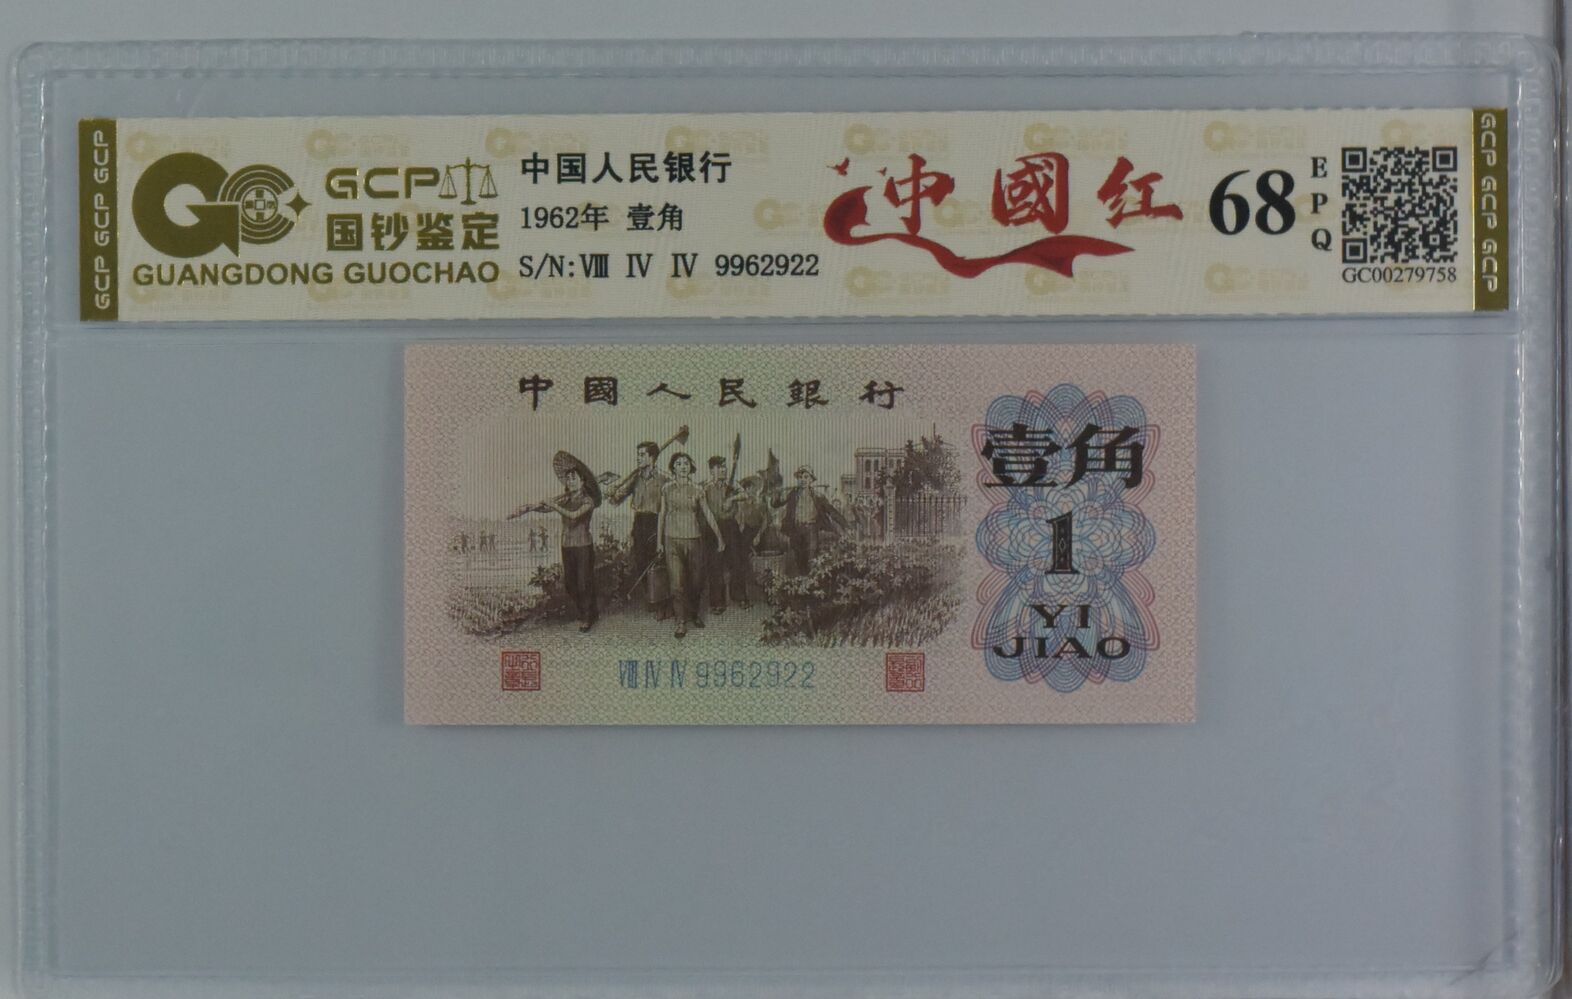 GCP GCP GCP
GCP
国钞鉴定
GUANGDONG GUOCHAO
中国人民银行
1962年 壹角
S/N:Ⅷ Ⅳ Ⅳ 9962922
中國红
68
EPQ
GC00279758
GCP GCP GCP
中國人民銀行
壹角
1
YI
JIAO
Ⅷ Ⅳ Ⅳ 9962922